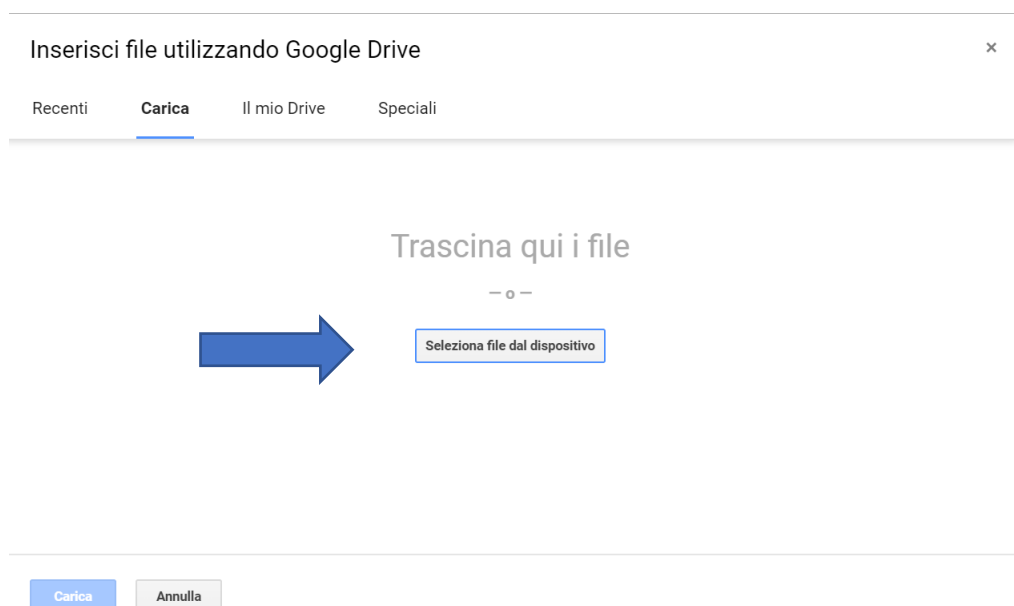 Inserisci file utilizzando Google Drive ×
Recenti Carica Il mio Drive Speciali
Trascina qui i file
— o —
Seleziona file dal dispositivo
Carica Annulla